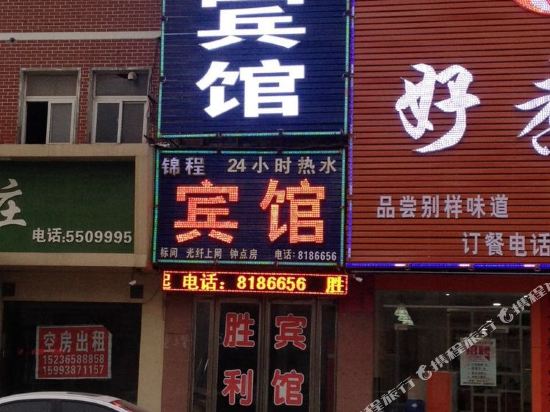 宾馆
锦程 24小时热水
宾馆
标间 光纤上网 钟点房 电话:8186656
电话:8186656 胜
胜利
宾馆
庄
电话:5509995
空房出租
15236588858
15993871157
好
品尝别样味道
订餐电话
携程旅行